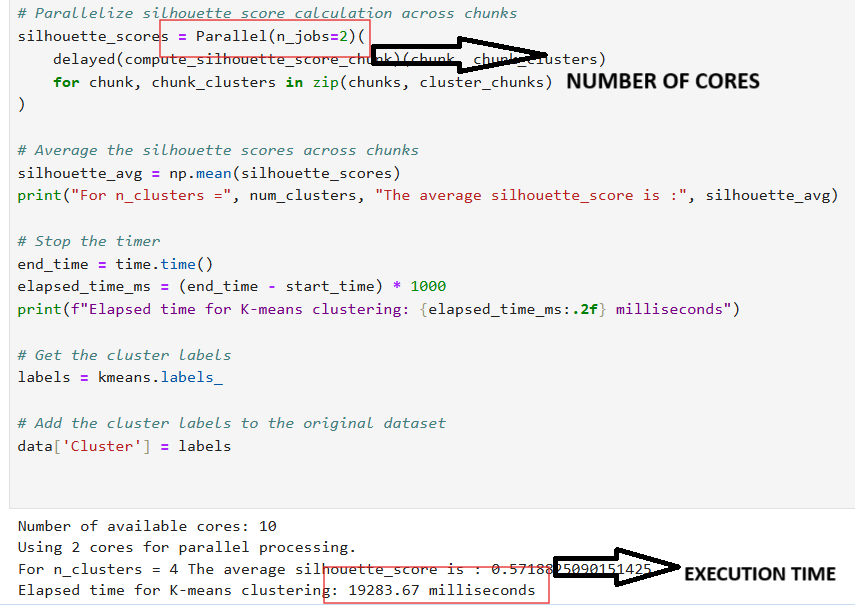 # Parallelize silhouette score calculation across chunks
silhouette_scores = Parallel(n_jobs=2)(
    delayed(compute_silhouette_score_chunk)(chunk, chunk_clusters)
    for chunk, chunk_clusters in zip(chunks, cluster_chunks)
NUMBER OF CORES
)
# Average the silhouette scores across chunks
silhouette_avg = np.mean(silhouette_scores)
print("For n_clusters =", num_clusters, "The average silhouette_score is :", silhouette_avg)
# Stop the timer
end_time = time.time()
elapsed_time_ms = (end_time - start_time) * 1000
print(f"Elapsed time for K-means clustering: {elapsed_time_ms:.2f} milliseconds")
# Get the cluster labels
labels = kmeans.labels_
# Add the cluster labels to the original dataset
data['Cluster'] = labels
Number of available cores: 10
Using 2 cores for parallel processing.
For n_clusters = 4 The average silhouette_score is : 0.5718825090151425
EXECUTION TIME
Elapsed time for K-means clustering: 19283.67 milliseconds